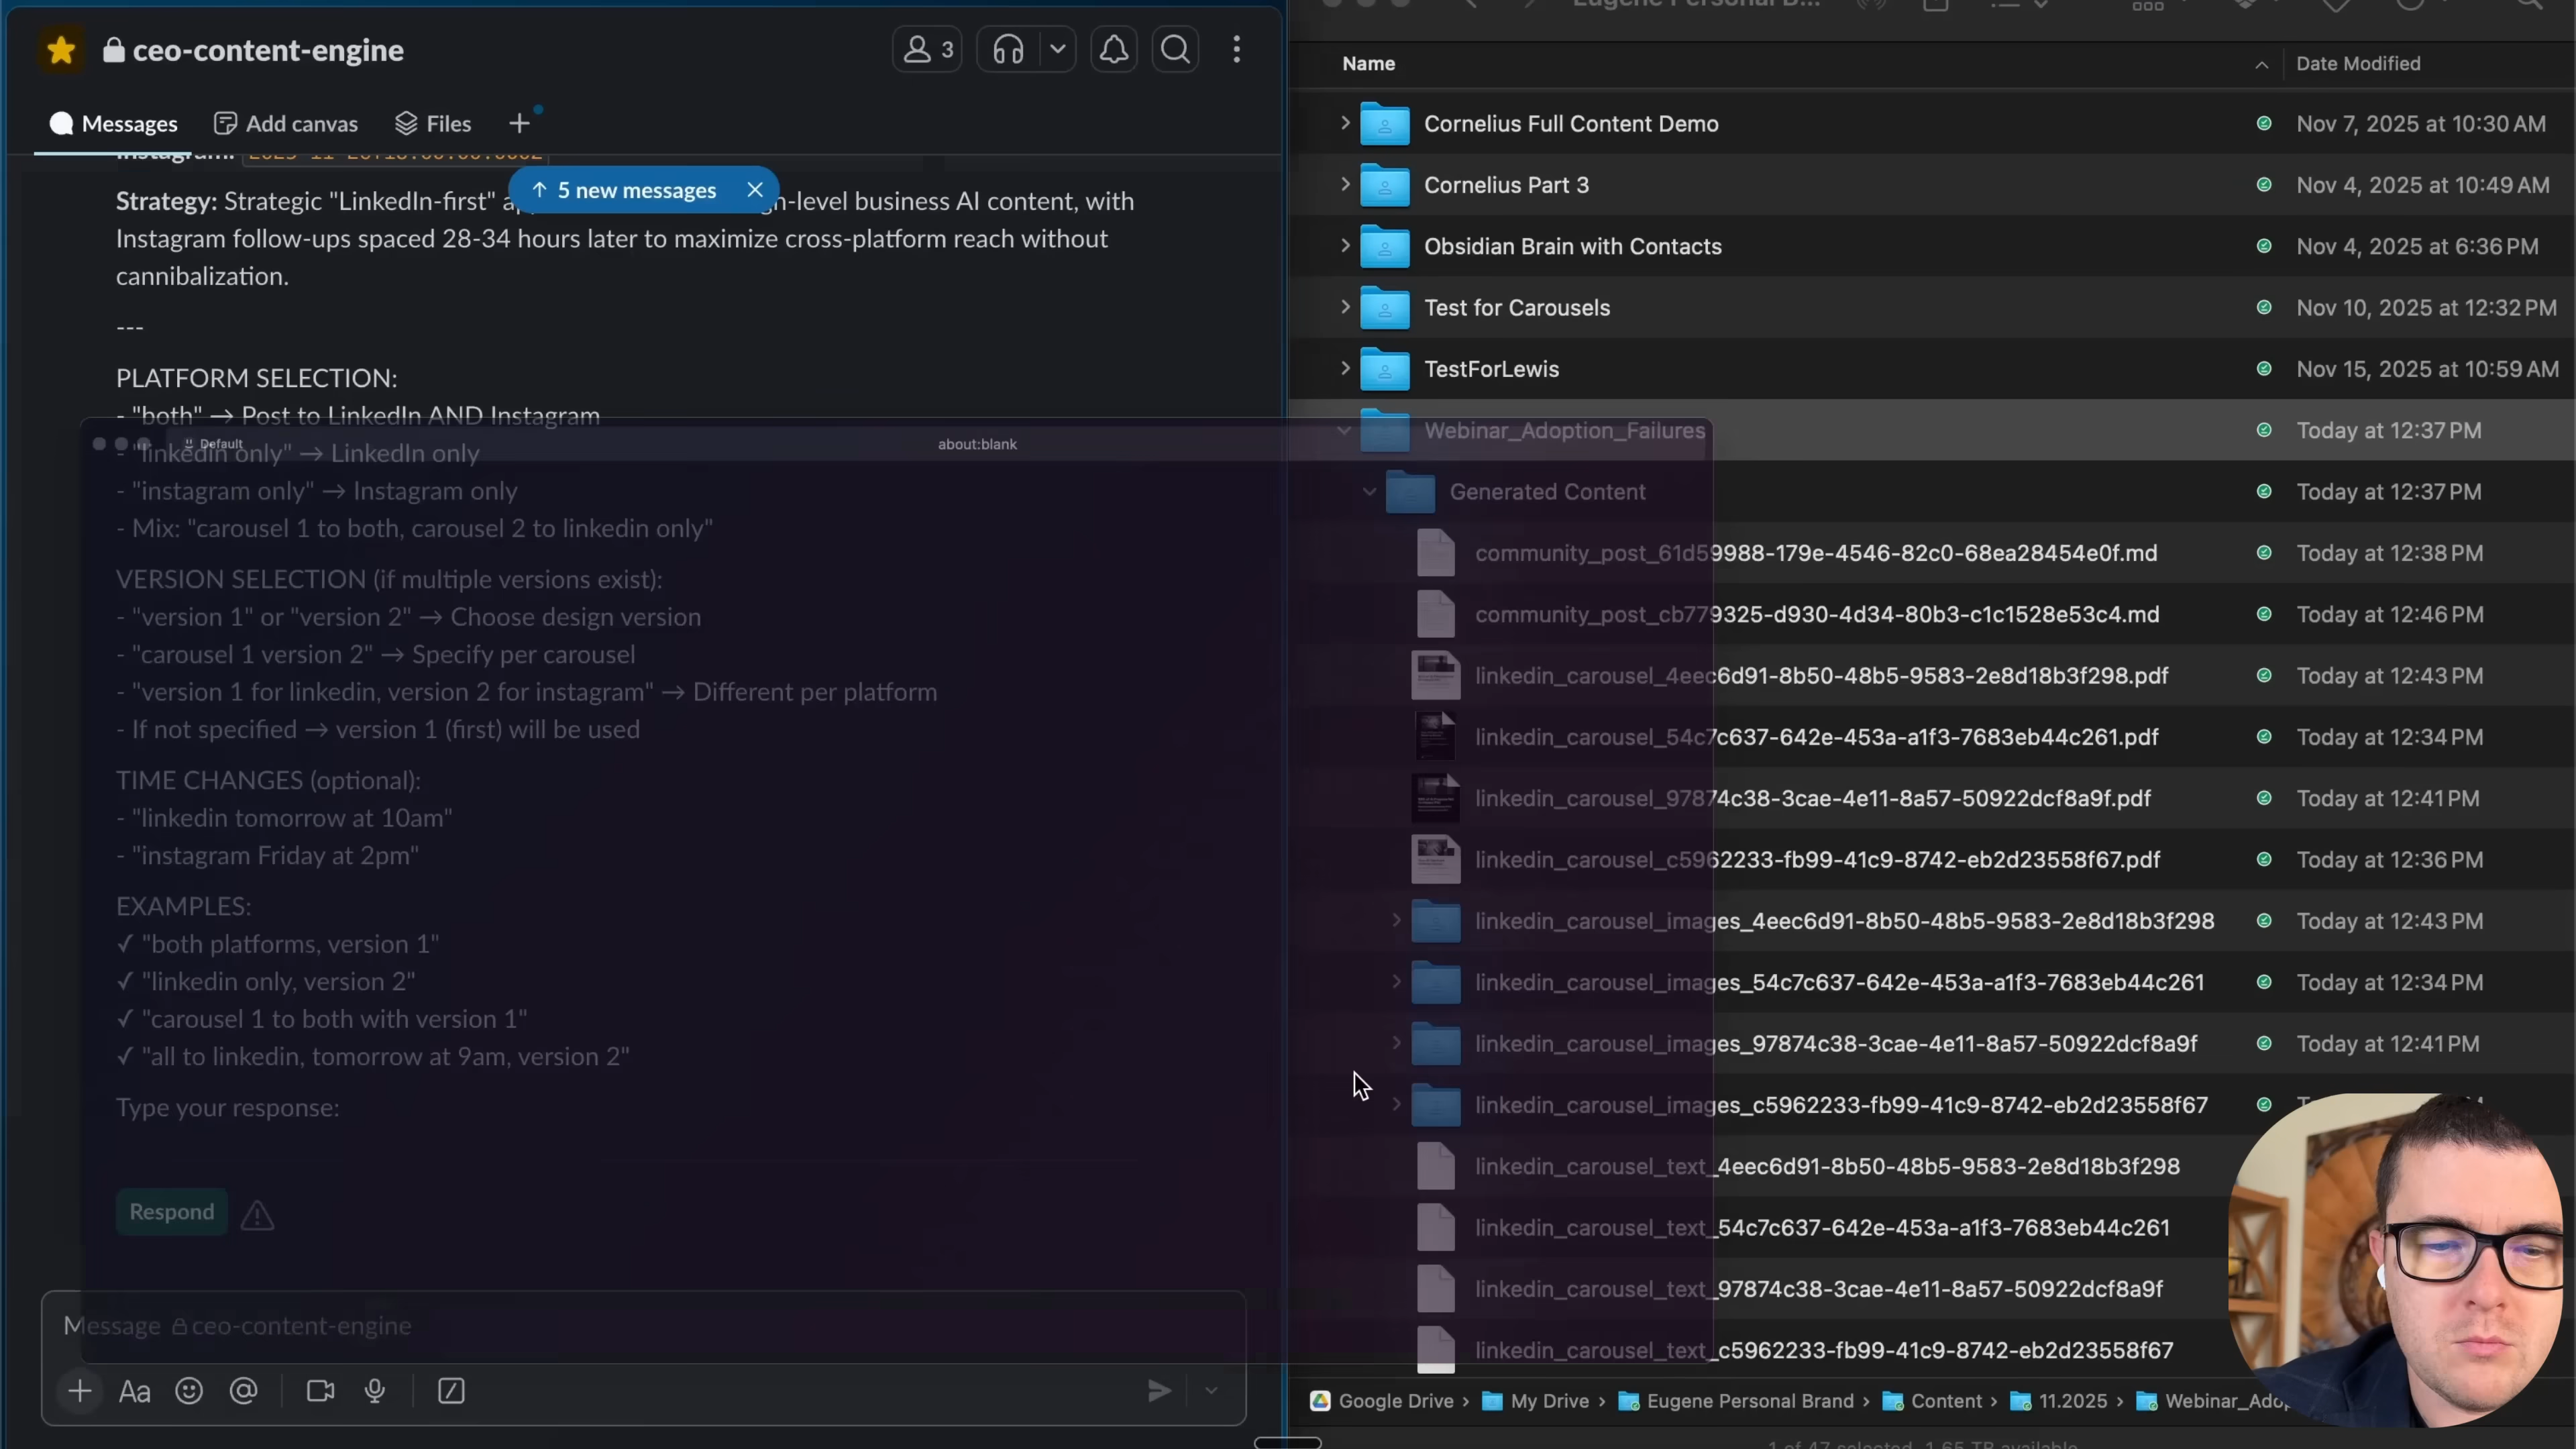 ceo-content-engine
3
Messages
Add canvas
Files
Instagram:
5 new messages
Strategy: Strategic "LinkedIn-first"
-level business AI content, with
Instagram follow-ups spaced 28-34 hours later to maximize cross-platform reach without
cannibalization.
---
PLATFORM SELECTION:
- "both" → Post to LinkedIn AND Instagram
- "linkedin only" → LinkedIn only
- "instagram only" → Instagram only
- Mix: "carousel 1 to both, carousel 2 to linkedin only"
VERSION SELECTION (if multiple versions exist):
- "version 1" or "version 2" → Choose design version
- "carousel 1 version 2" → Specify per carousel
- "version 1 for linkedin, version 2 for instagram" → Different per platform
- If not specified → version 1 (first) will be used
TIME CHANGES (optional):
- "linkedin tomorrow at 10am"
- "instagram Friday at 2pm"
EXAMPLES:
✓ "both platforms, version 1"
✓ "linkedin only, version 2"
✓ "carousel 1 to both with version 1"
✓ "all to linkedin, tomorrow at 9am, version 2"
Type your response:
Respond
Message ceo-content-engine
Aa
Default
about:blank
Eugene Personal B...
Name Date Modified
Cornelius Full Content Demo Nov 7, 2025 at 10:30 AM
Cornelius Part 3 Nov 4, 2025 at 10:49 AM
Obsidian Brain with Contacts Nov 4, 2025 at 6:36 PM
Test for Carousels Nov 10, 2025 at 12:32 PM
TestForLewis Nov 15, 2025 at 10:59 AM
Webinar_Adoption_Failures Today at 12:37 PM
Generated Content Today at 12:37 PM
community_post_61d59988-179e-4546-82c0-68ea28454e0f.md Today at 12:38 PM
community_post_cb779325-d930-4d34-80b3-c1c1528e53c4.md Today at 12:46 PM
linkedin_carousel_4eec6d91-8b50-48b5-9583-2e8d18b3f298.pdf Today at 12:43 PM
linkedin_carousel_54c7c637-642e-453a-a1f3-7683eb44c261.pdf Today at 12:34 PM
linkedin_carousel_97874c38-3cae-4e11-8a57-50922dcf8a9f.pdf Today at 12:41 PM
linkedin_carousel_c5962233-fb99-41c9-8742-eb2d23558f67.pdf Today at 12:36 PM
linkedin_carousel_images_4eec6d91-8b50-48b5-9583-2e8d18b3f298 Today at 12:43 PM
linkedin_carousel_images_54c7c637-642e-453a-a1f3-7683eb44c261 Today at 12:34 PM
linkedin_carousel_images_97874c38-3cae-4e11-8a57-50922dcf8a9f Today at 12:41 PM
linkedin_carousel_images_c5962233-fb99-41c9-8742-eb2d23558f67
linkedin_carousel_text_4eec6d91-8b50-48b5-9583-2e8d18b3f298
linkedin_carousel_text_54c7c637-642e-453a-a1f3-7683eb44c261
linkedin_carousel_text_97874c38-3cae-4e11-8a57-50922dcf8a9f
linkedin_carousel_text_c5962233-fb99-41c9-8742-eb2d23558f67
Google Drive › My Drive › Eugene Personal Brand › Content › 11.2025 › Webinar_Adop